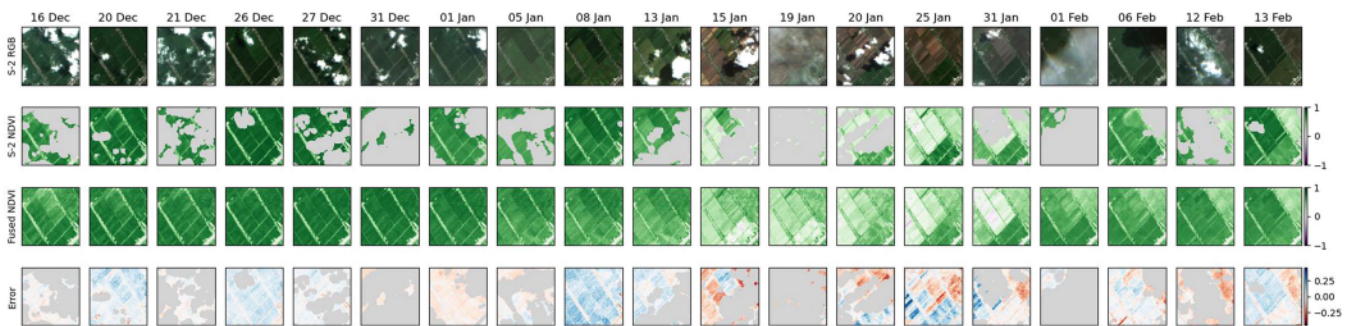 16 Dec 20 Dec 21 Dec 26 Dec 27 Dec 31 Dec 01 Jan 05 Jan 08 Jan 13 Jan 15 Jan 19 Jan 20 Jan 25 Jan 31 Jan 01 Feb 06 Feb 12 Feb 13 Feb
S-2 RGB
S-2 NDVI
1
0
−1
Fused NDVI
1
0
−1
Error
0.25
0.00
−0.25